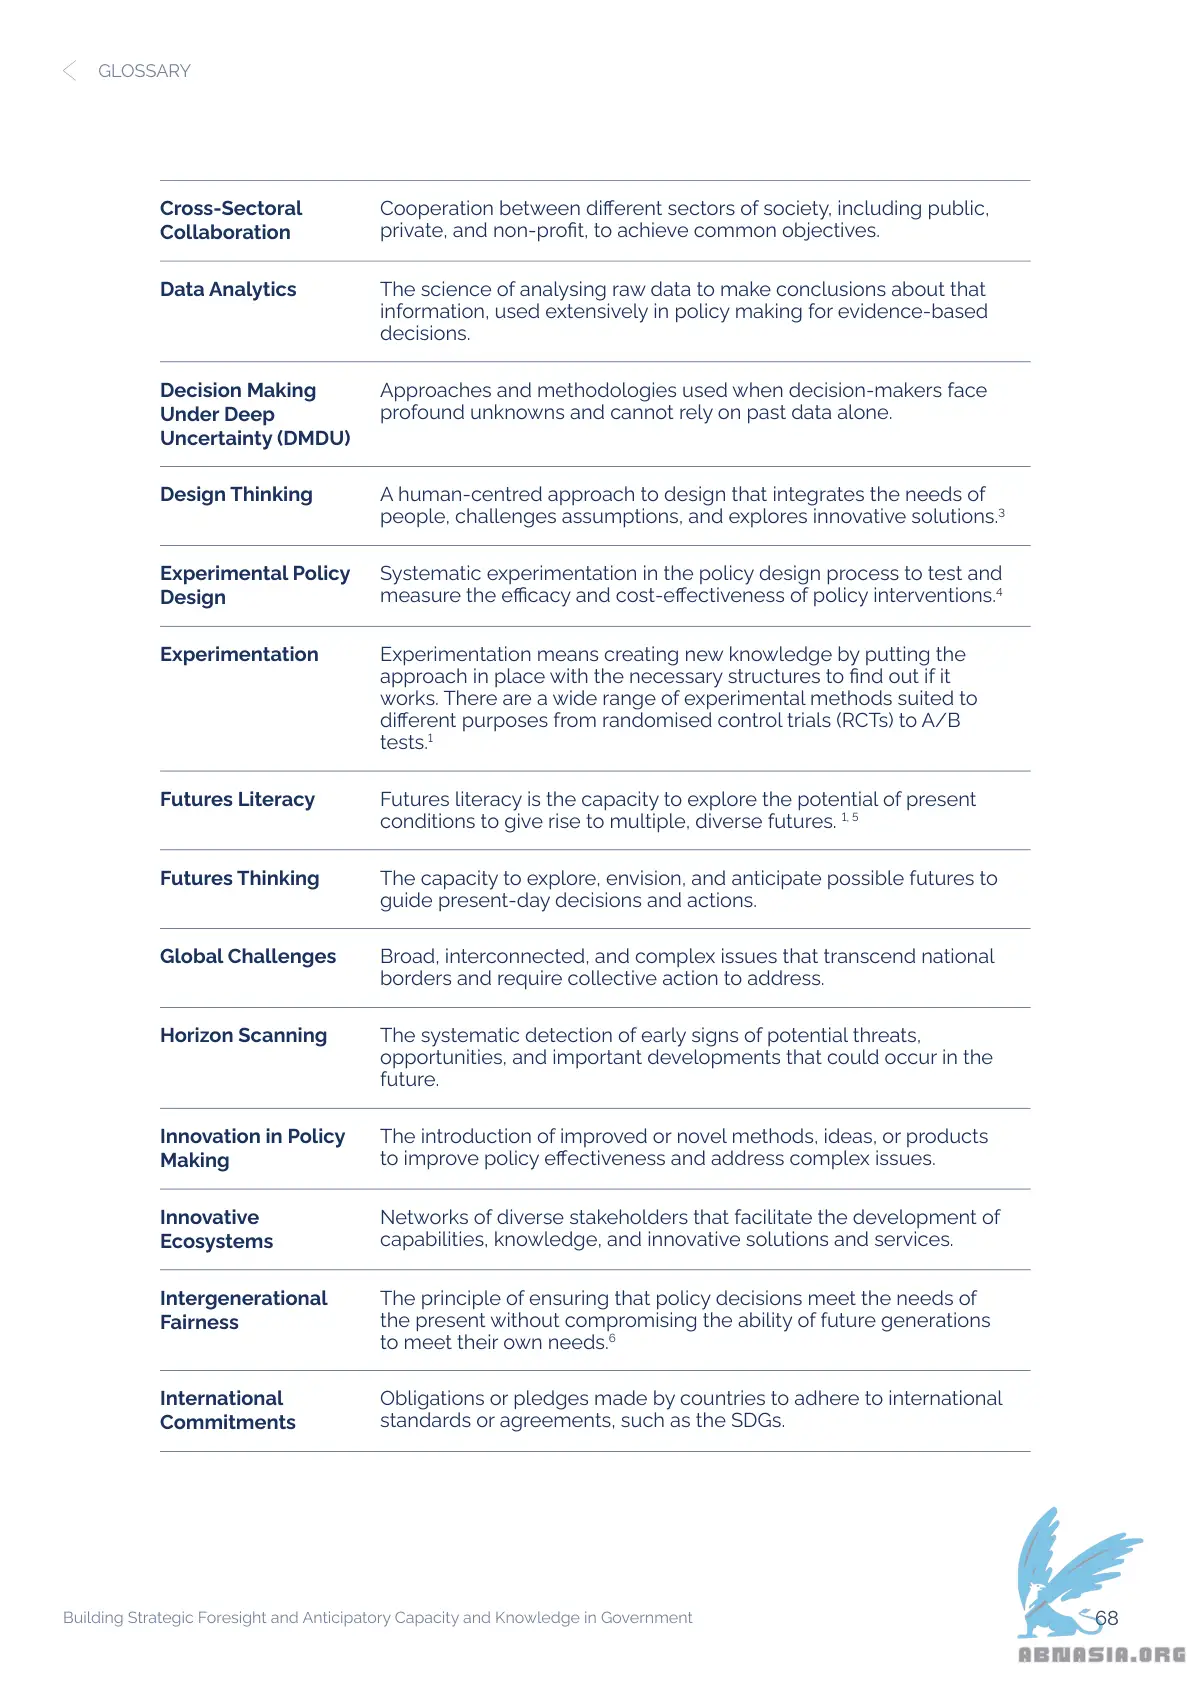 GLOSSARY
Cross-Sectoral
Collaboration
Cooperation between different sectors of society, including public,
private, and non-profit, to achieve common objectives.
Data Analytics
The science of analysing raw data to make conclusions about that
information, used extensively in policy making for evidence-based
decisions.
Decision Making
Under Deep
Uncertainty (DMDU)
Approaches and methodologies used when decision-makers face
profound unknowns and cannot rely on past data alone.
Design Thinking
A human-centred approach to design that integrates the needs of
people, challenges assumptions, and explores innovative solutions.3
Experimental Policy
Design
Systematic experimentation in the policy design process to test and
measure the efficacy and cost-effectiveness of policy interventions.4
Experimentation
Experimentation means creating new knowledge by putting the
approach in place with the necessary structures to find out if it
works. There are a wide range of experimental methods suited to
different purposes from randomised control trials (RCTs) to A/B
tests.1
Futures Literacy
Futures literacy is the capacity to explore the potential of present
conditions to give rise to multiple, diverse futures. 1, 5
Futures Thinking
The capacity to explore, envision, and anticipate possible futures to
guide present-day decisions and actions.
Global Challenges
Broad, interconnected, and complex issues that transcend national
borders and require collective action to address.
Horizon Scanning
The systematic detection of early signs of potential threats,
opportunities, and important developments that could occur in the
future.
Innovation in Policy
Making
The introduction of improved or novel methods, ideas, or products
to improve policy effectiveness and address complex issues.
Innovative
Ecosystems
Networks of diverse stakeholders that facilitate the development of
capabilities, knowledge, and innovative solutions and services.
Intergenerational
Fairness
The principle of ensuring that policy decisions meet the needs of
the present without compromising the ability of future generations
to meet their own needs.6
International
Commitments
Obligations or pledges made by countries to adhere to international
standards or agreements, such as the SDGs.
Building Strategic Foresight and Anticipatory Capacity and Knowledge in Government
68
ABNASIA.ORG